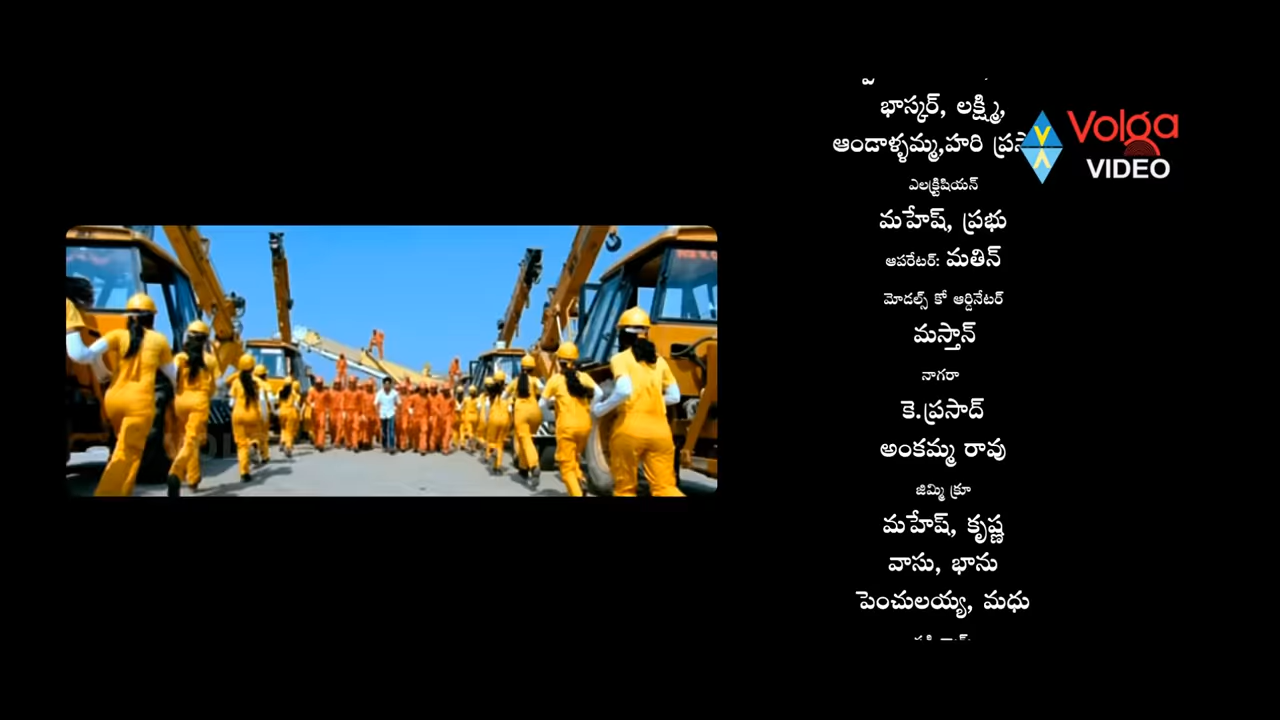 భాస్కర్, లక్ష్మి,
ఆండాళ్ళమ్మ,హరి
ఎలక్ట్రిషియన్
మహేష్, ప్రభు
ఆపరేటర్: మతిన్
మోడల్స్ కో ఆర్డినేటర్
మస్తాన్
నాగరా
కె.ప్రసాద్
అంకమ్మ రావు
జిమ్మి క్రూ
మహేష్, కృష్ణ
వాసు, భాను
పెంచులయ్య, మధు
Volga
VIDEO